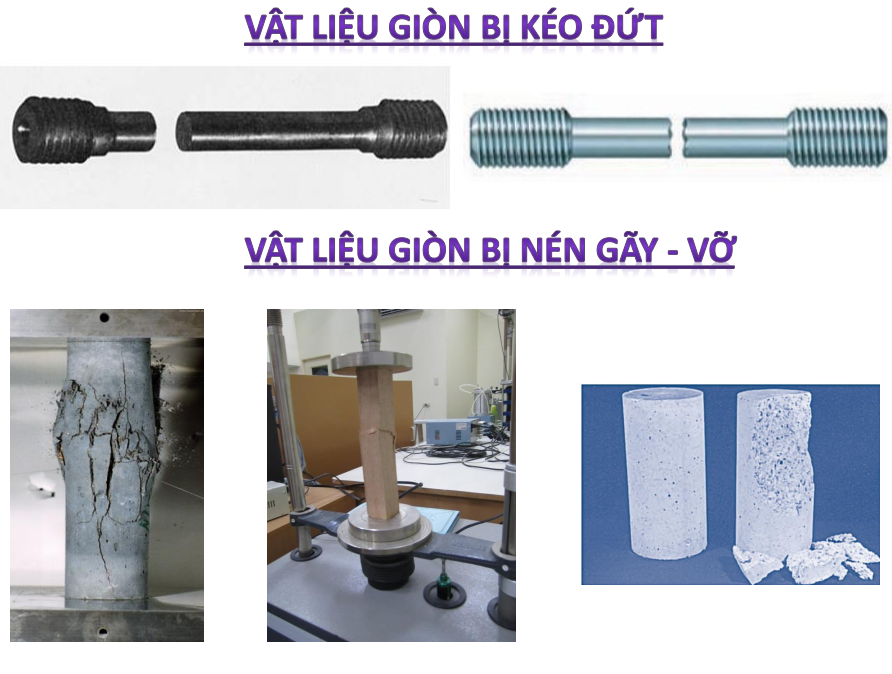 VẬT LIỆU GIÒN BỊ KÉO ĐỨT
VẬT LIỆU GIÒN BỊ NÉN GÃY - VỠ